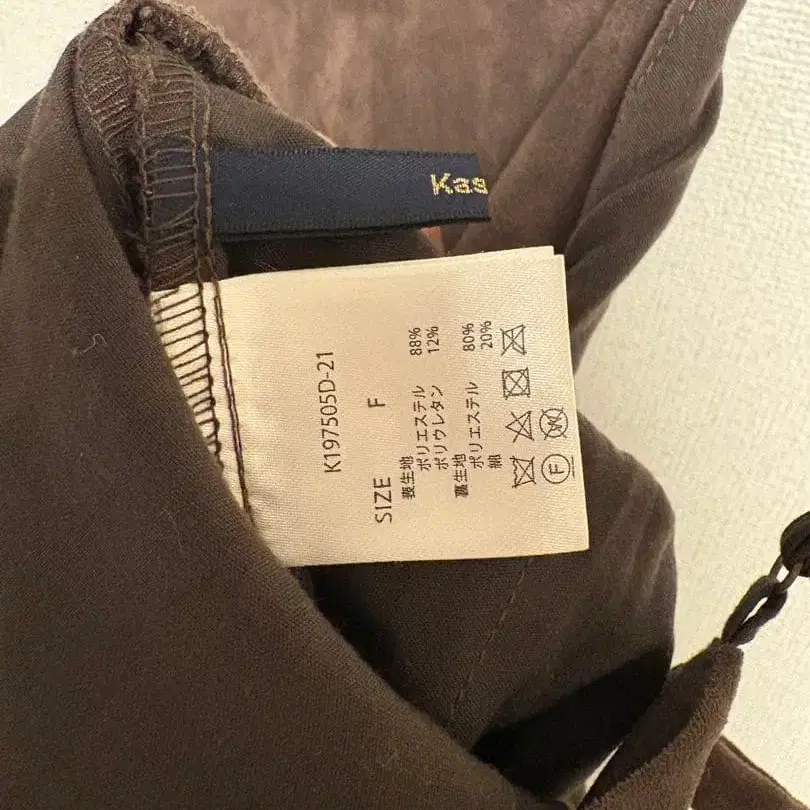 Kas
K197505D-21
SIZE F
表生地
ポリエステル 88%
ポリウレタン 12%
裏生地
ポリエステル 80%
綿 20%
W
F